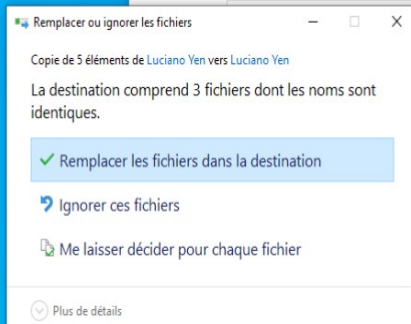 Remplacer ou ignorer les fichiers
Copie de 5 éléments de Luciano Yen vers Luciano Yen
La destination comprend 3 fichiers dont les noms sont
identiques.
Remplacer les fichiers dans la destination
Ignorer ces fichiers
Me laisser décider pour chaque fichier
Plus de détails